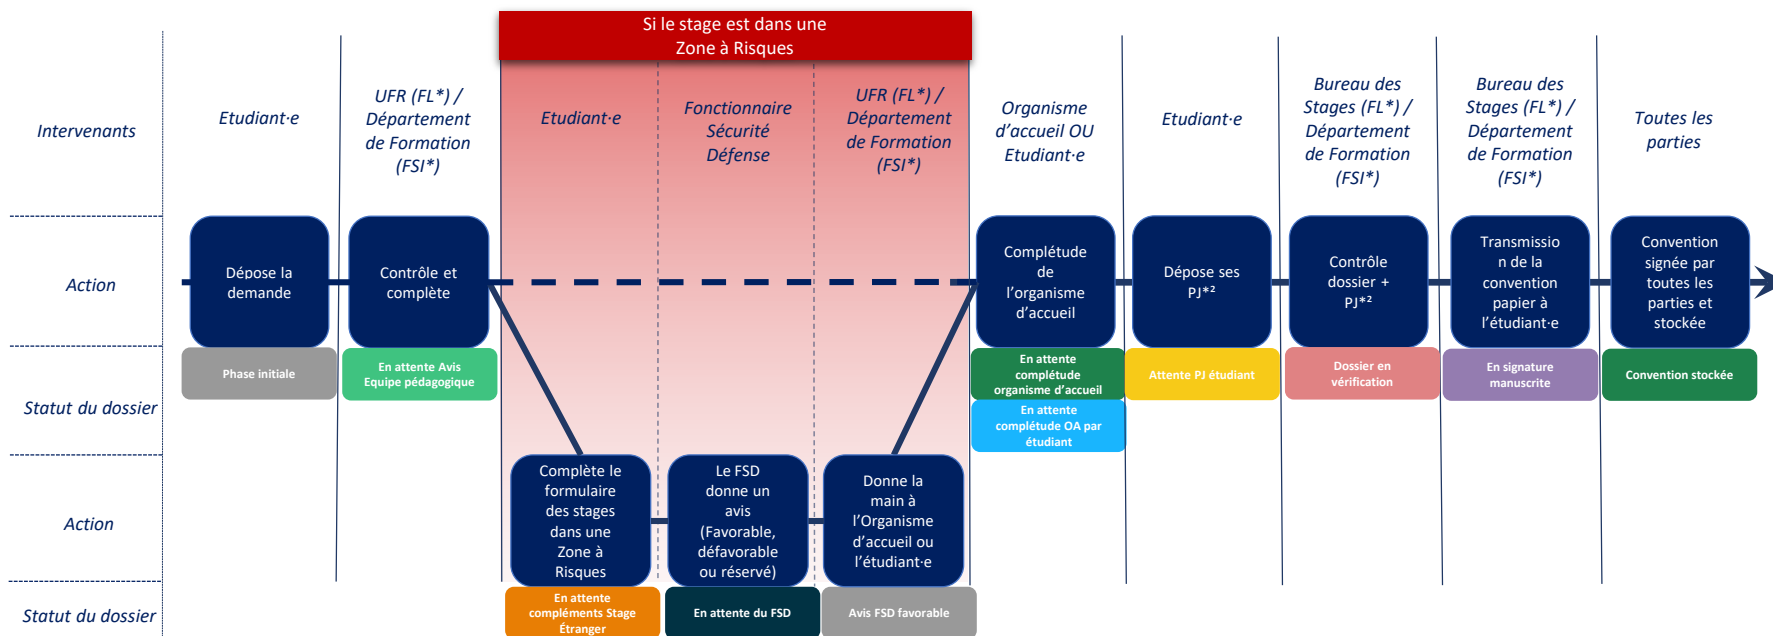 Si le stage est dans une
Zone à Risques
Intervenants
Etudiant·e
UFR (FL*) /
Département
de Formation
(FSI*)
Etudiant·e
Fonctionnaire
Sécurité
Défense
UFR (FL*) /
Département
de Formation
(FSI*)
Organisme
d'accueil OU
Etudiant·e
Etudiant·e
Bureau des
Stages (FL*) /
Département
de Formation
(FSI*)
Bureau des
Stages (FL*) /
Département
de Formation
(FSI*)
Toutes les
parties
Action
Dépose la
demande
Contrôle et
complète
Complétude
de
l'organisme
d'accueil
Dépose ses
PJ*²
Contrôle
dossier +
PJ*²
Transmissio
n de la
convention
papier à
l'étudiant·e
Convention
signée par
toutes les
parties et
stockée
Statut du dossier
Phase initiale
En attente Avis
Equipe pédagogique
En attente
complétude
organisme d'accueil
En attente
complétude OA par
étudiant
Attente PJ étudiant
Dossier en
vérification
En signature
manuscrite
Convention stockée
Action
Complète le
formulaire
des stages
dans une
Zone à
Risques
Le FSD
donne un
avis
(Favorable,
défavorable
ou réservé)
Donne la
main à
l'Organisme
d'accueil ou
l'étudiant·e
Statut du dossier
En attente
compléments Stage
Étranger
En attente du FSD
Avis FSD favorable